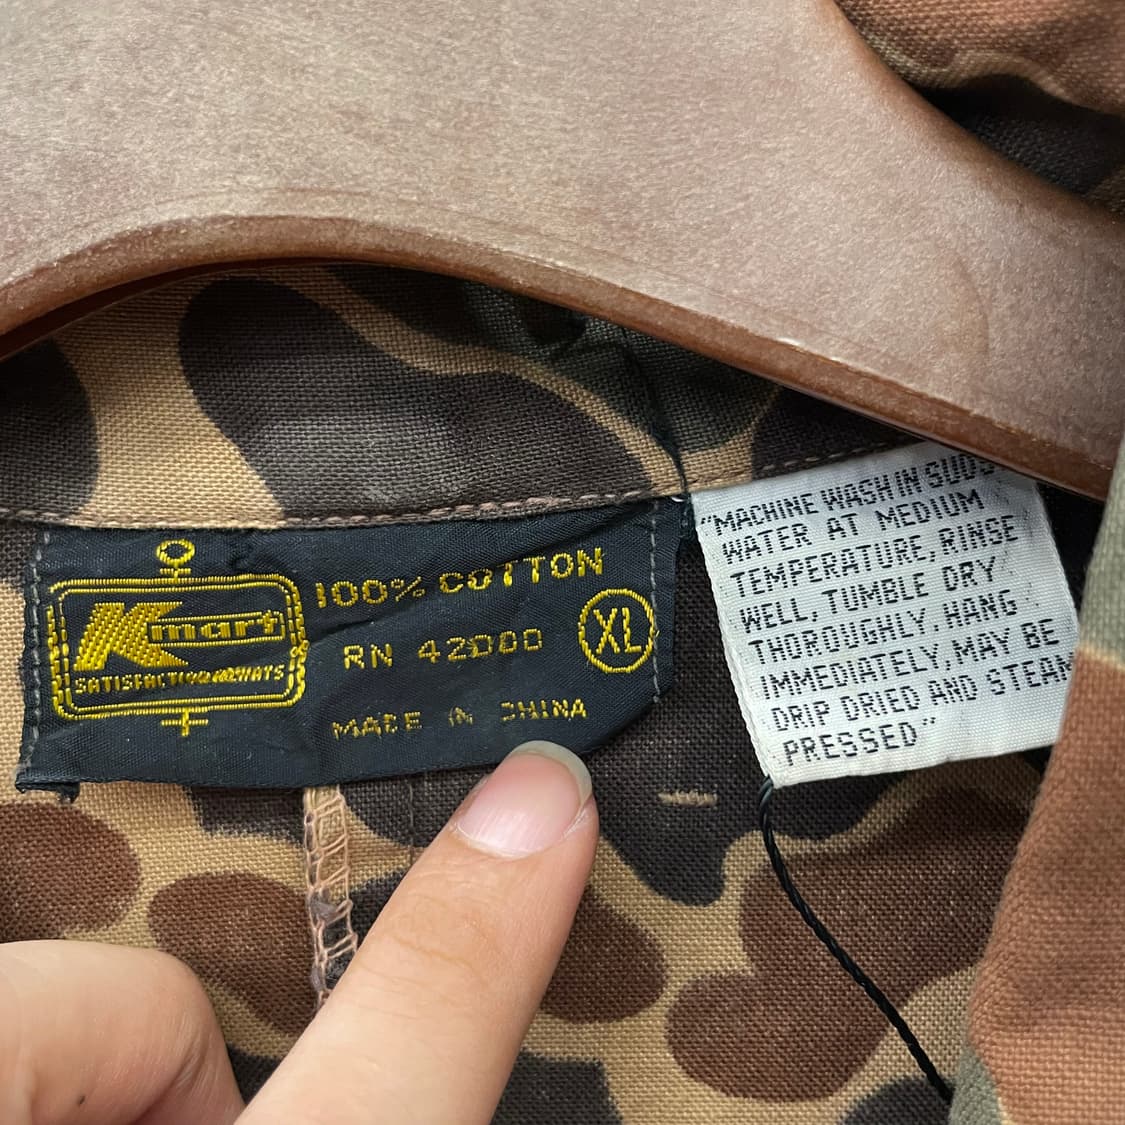 Kmart
SATISFACTION ALWAYS
100% COTTON
RN 42000
XL
MADE IN CHINA
"MACHINE WASH IN SUDS
WATER AT MEDIUM
TEMPERATURE, RINSE
WELL, TUMBLE DRY
THOROUGHLY, HANG
IMMEDIATELY, MAY BE
DRIP DRIED AND STEAM
PRESSED"